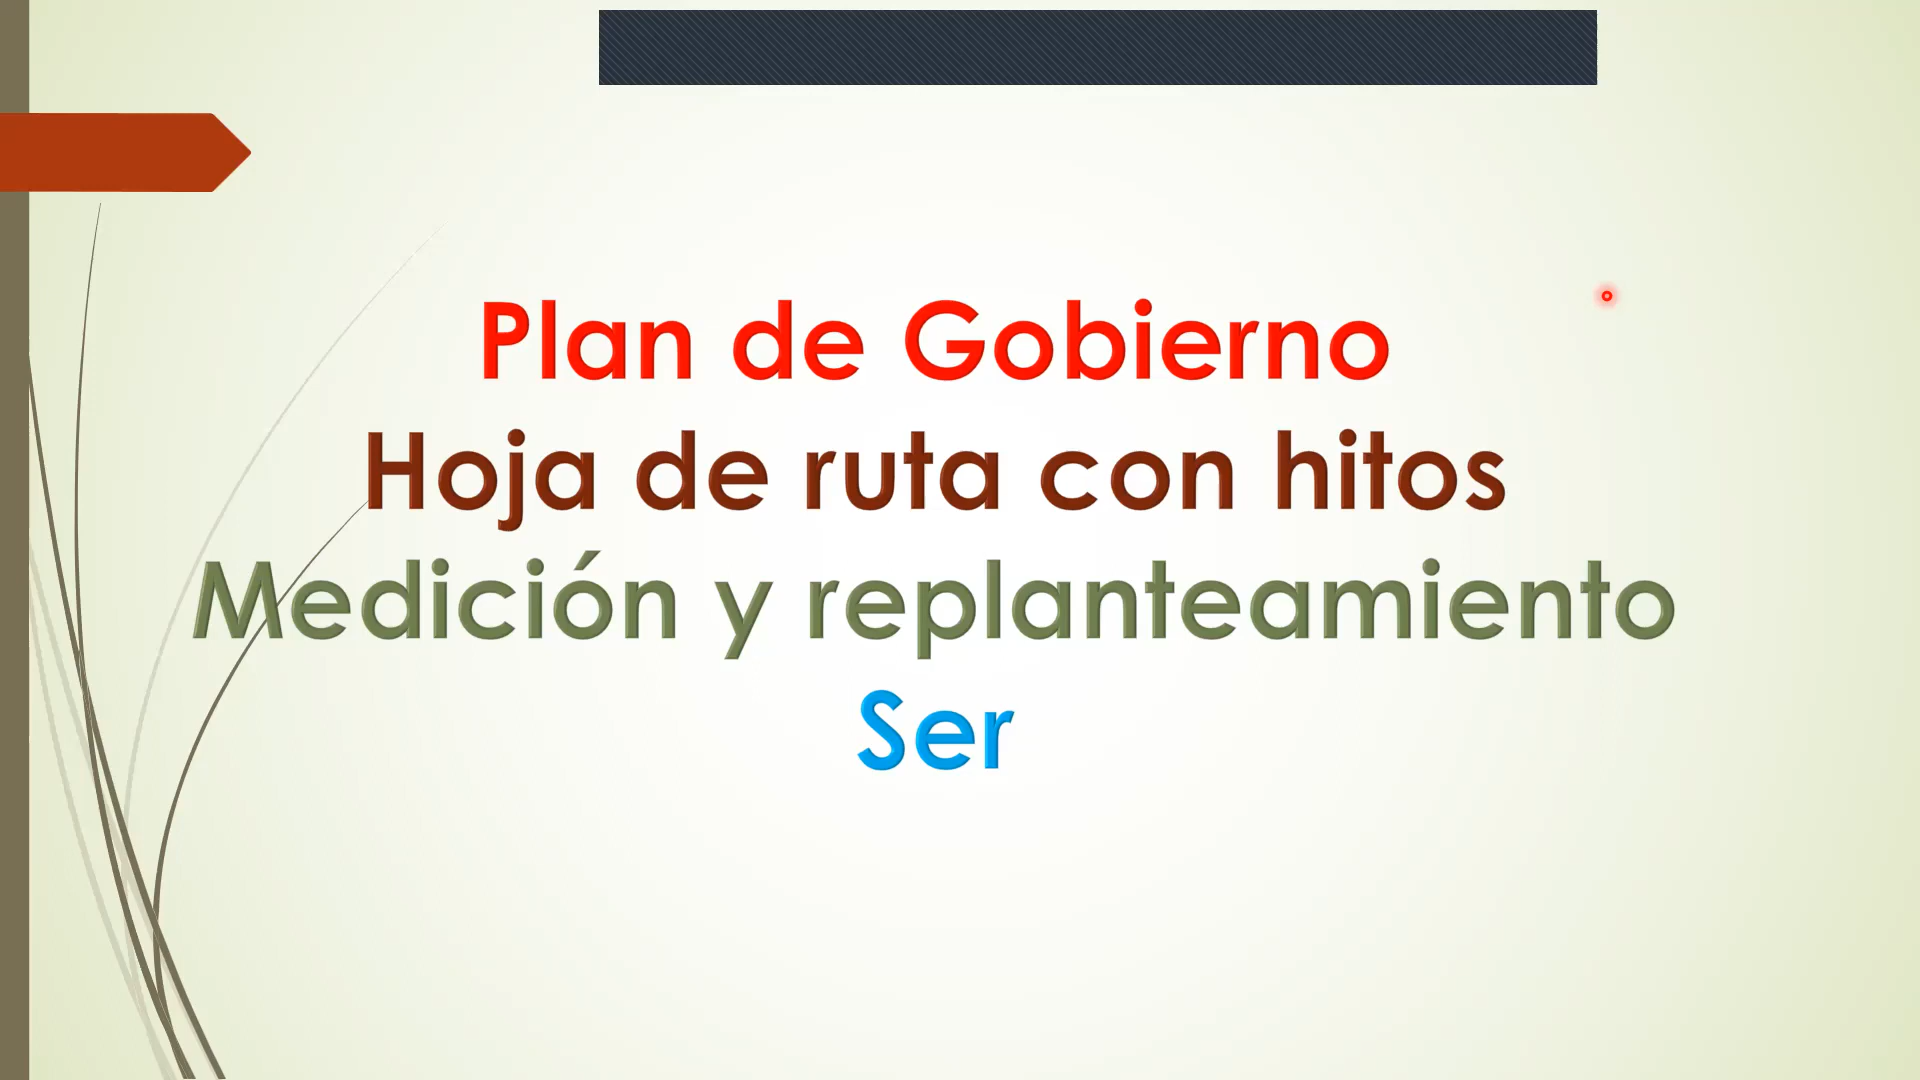 Plan de Gobierno
Hoja de ruta con hitos
Medición y replanteamiento
Ser